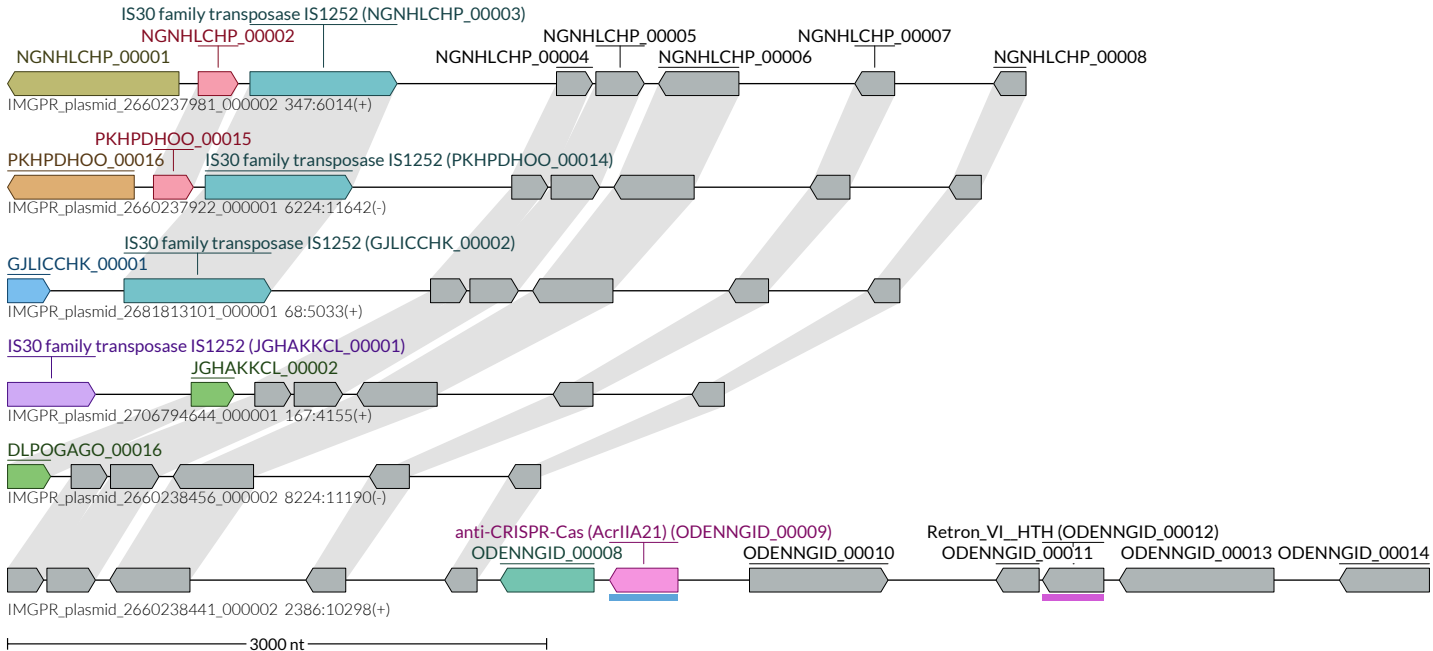 IS30 family transposase IS1252 (NGNHLCHP_00003)
NGNHLCHP_00002
NGNHLCHP_00005
NGNHLCHP_00007
NGNHLCHP_00001
NGNHLCHP_00004
NGNHLCHP_00006
NGNHLCHP_00008
IMGPR_plasmid_2660237981_000002 347:6014(+)
PKHPDHOO_00015
PKHPDHOO_00016
IS30 family transposase IS1252 (PKHPDHOO_00014)
IMGPR_plasmid_2660237922_000001 6224:11642(-)
IS30 family transposase IS1252 (GJLICCHK_00002)
GJLICCHK_00001
IMGPR_plasmid_2681813101_000001 68:5033(+)
IS30 family transposase IS1252 (JGHAKKCL_00001)
JGHAKKCL_00002
IMGPR_plasmid_2706794644_000001 167:4155(+)
DLPOGAGO_00016
IMGPR_plasmid_2660238456_000002 8224:11190(-)
anti-CRISPR-Cas (AcrIIA21) (ODENNGID_00009)
Retron_VI__HTH (ODENNGID_00012)
ODENNGID_00008
ODENNGID_00010
ODENNGID_00011
ODENNGID_00013
ODENNGID_00014
IMGPR_plasmid_2660238441_000002 2386:10298(+)
3000 nt